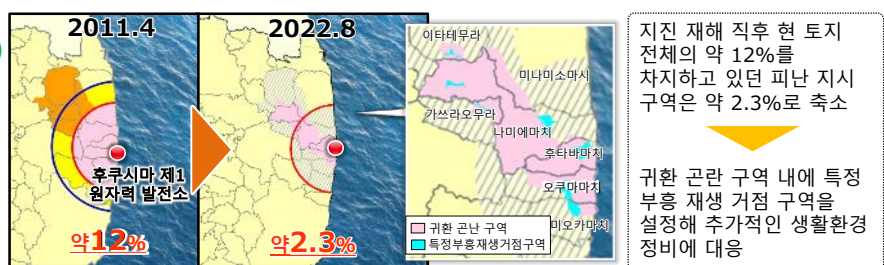 2011.4
후쿠시마 제1
원자력 발전소
약12%
2022.8
약2.3%
이타테무라
미나미소마시
가쓰라오무라
나미에마치
후타바마치
오쿠마마치
미오카마치
귀환 곤난 구역
특정부흥재생거점구역
지진 재해 직후 현 토지
전체의 약 12%를
차지하고 있던 피난 지시
구역은 약 2.3%로 축소
귀환 곤란 구역 내에 특정
부흥 재생 거점 구역을
설정해 추가적인 생활환경
정비에 대응